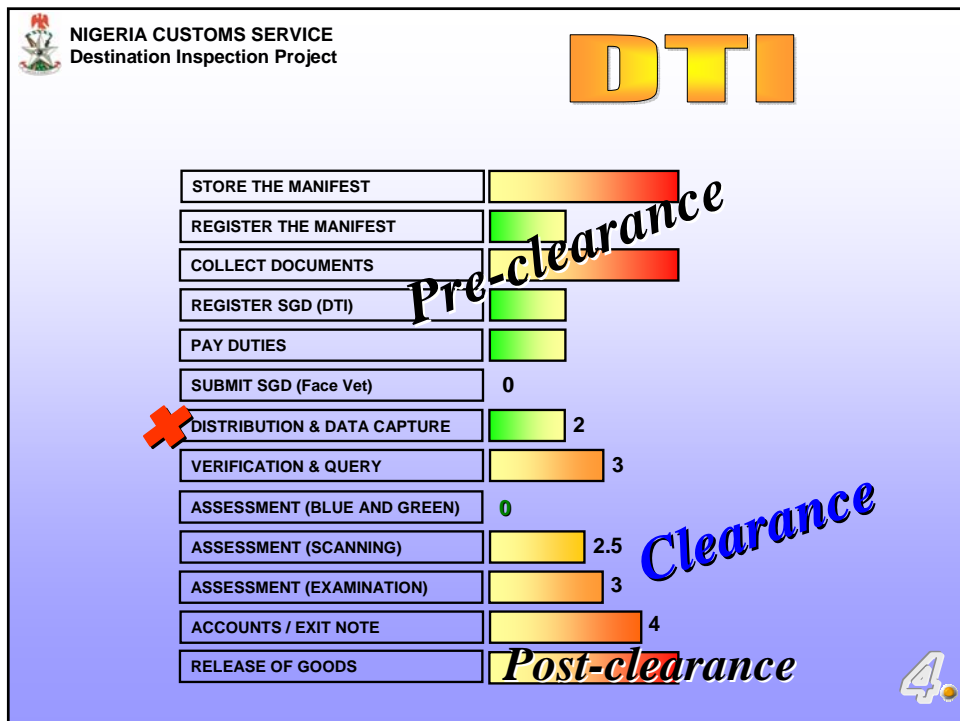 NIGERIA CUSTOMS SERVICE
Destination Inspection Project
DTI
STORE THE MANIFEST
REGISTER THE MANIFEST
COLLECT DOCUMENTS
Pre-clearance
REGISTER SGD (DTI)
PAY DUTIES
SUBMIT SGD (Face Vet) 0
DISTRIBUTION & DATA CAPTURE 2
VERIFICATION & QUERY 3
ASSESSMENT (BLUE AND GREEN) 0
ASSESSMENT (SCANNING) 2.5
Clearance
ASSESSMENT (EXAMINATION) 3
ACCOUNTS / EXIT NOTE 4
RELEASE OF GOODS
Post-clearance
4.